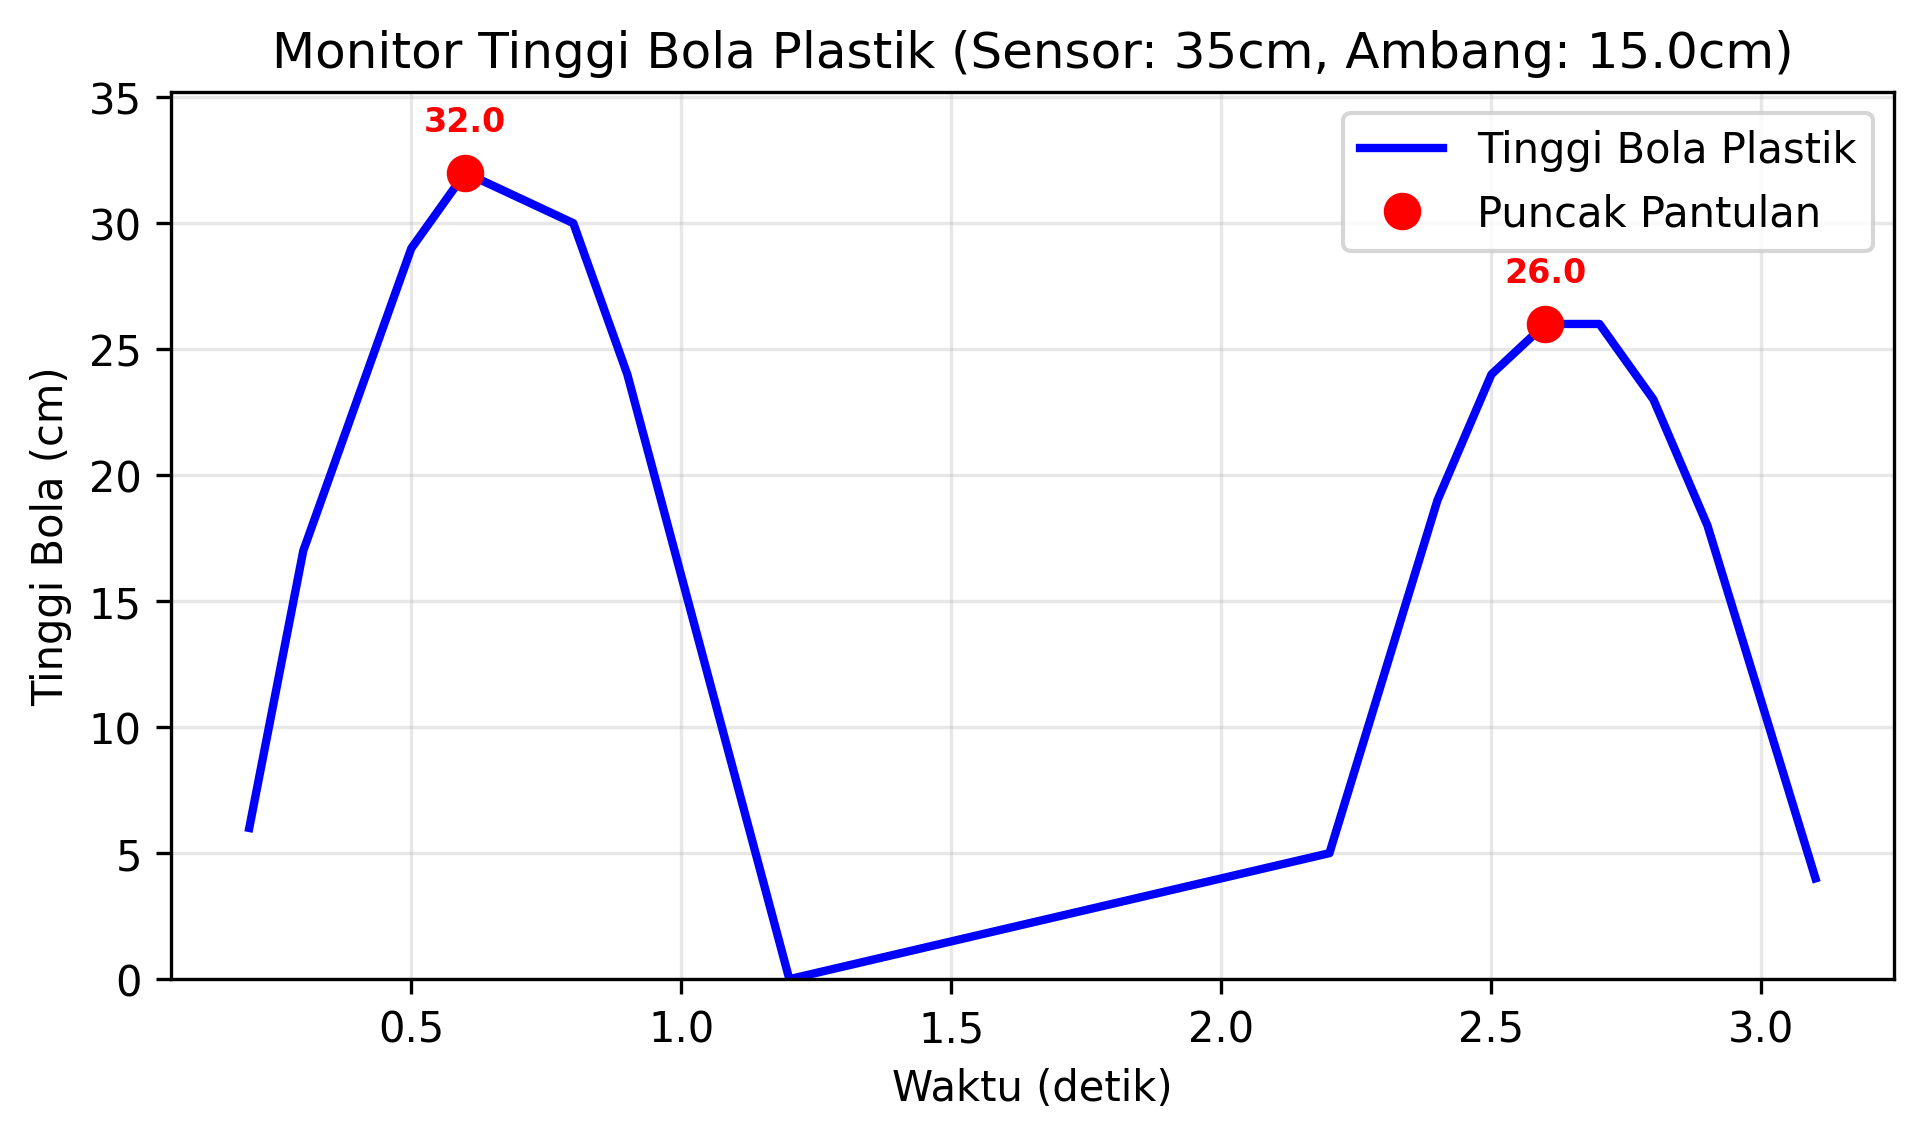 Monitor Tinggi Bola Plastik (Sensor: 35cm, Ambang: 15.0cm)
35
30
25
20
15
10
5
0
Tinggi Bola (cm)
32.0
26.0
Tinggi Bola Plastik
Puncak Pantulan
0.5 1.0 1.5 2.0 2.5 3.0
Waktu (detik)